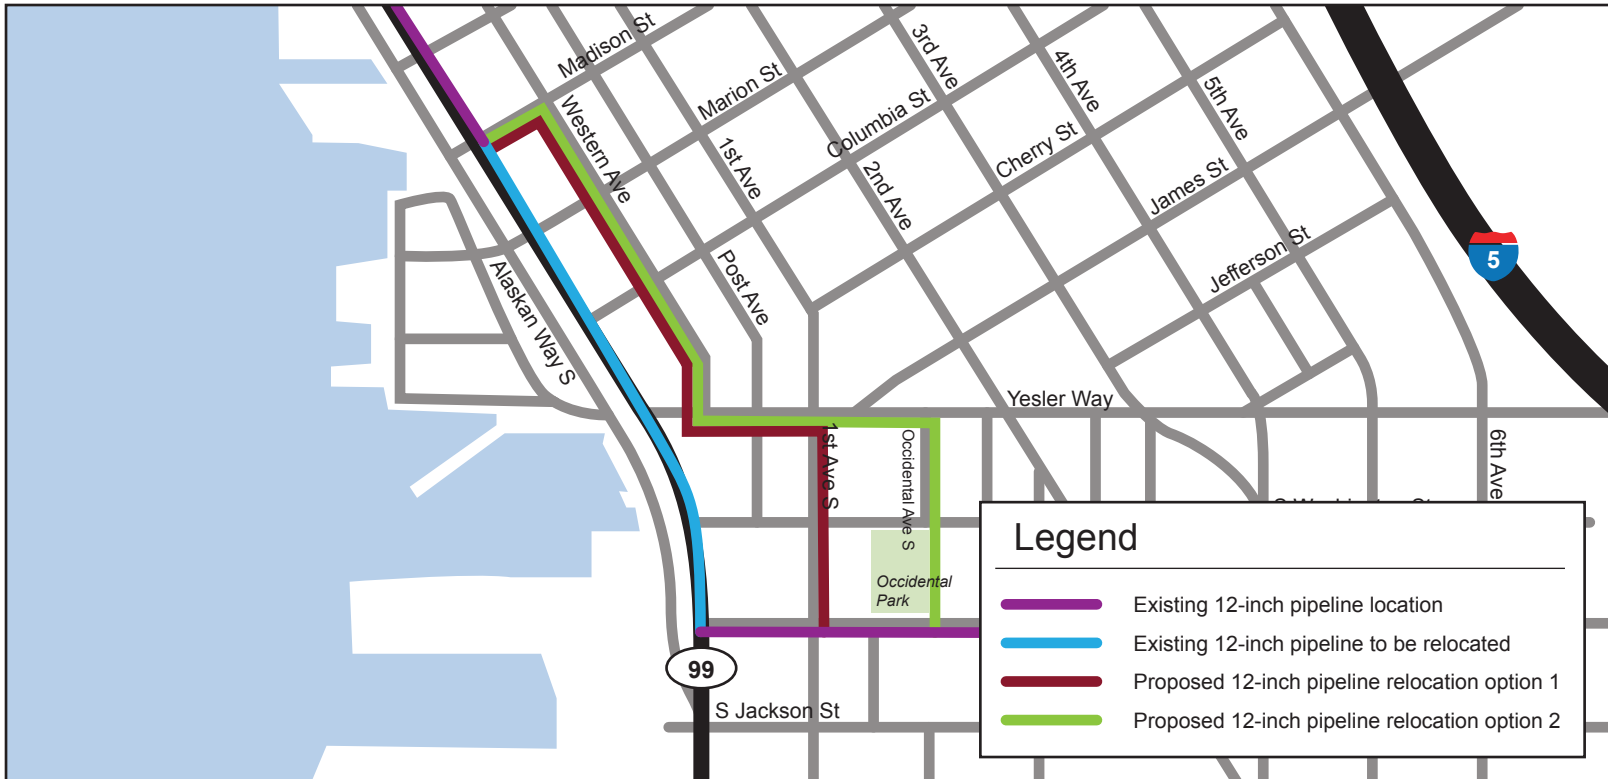 Madison St
Marion St
Columbia St
3rd Ave
4th Ave
5th Ave
Western Ave
1st Ave
2nd Ave
Cherry St
James St
Jefferson St
Post Ave
Alaskan Way S
5
Yesler Way
1st Ave S
Occidental Ave S
6th Ave
Occidental
Park
99
S Jackson St
Legend
Existing 12-inch pipeline location
Existing 12-inch pipeline to be relocated
Proposed 12-inch pipeline relocation option 1
Proposed 12-inch pipeline relocation option 2